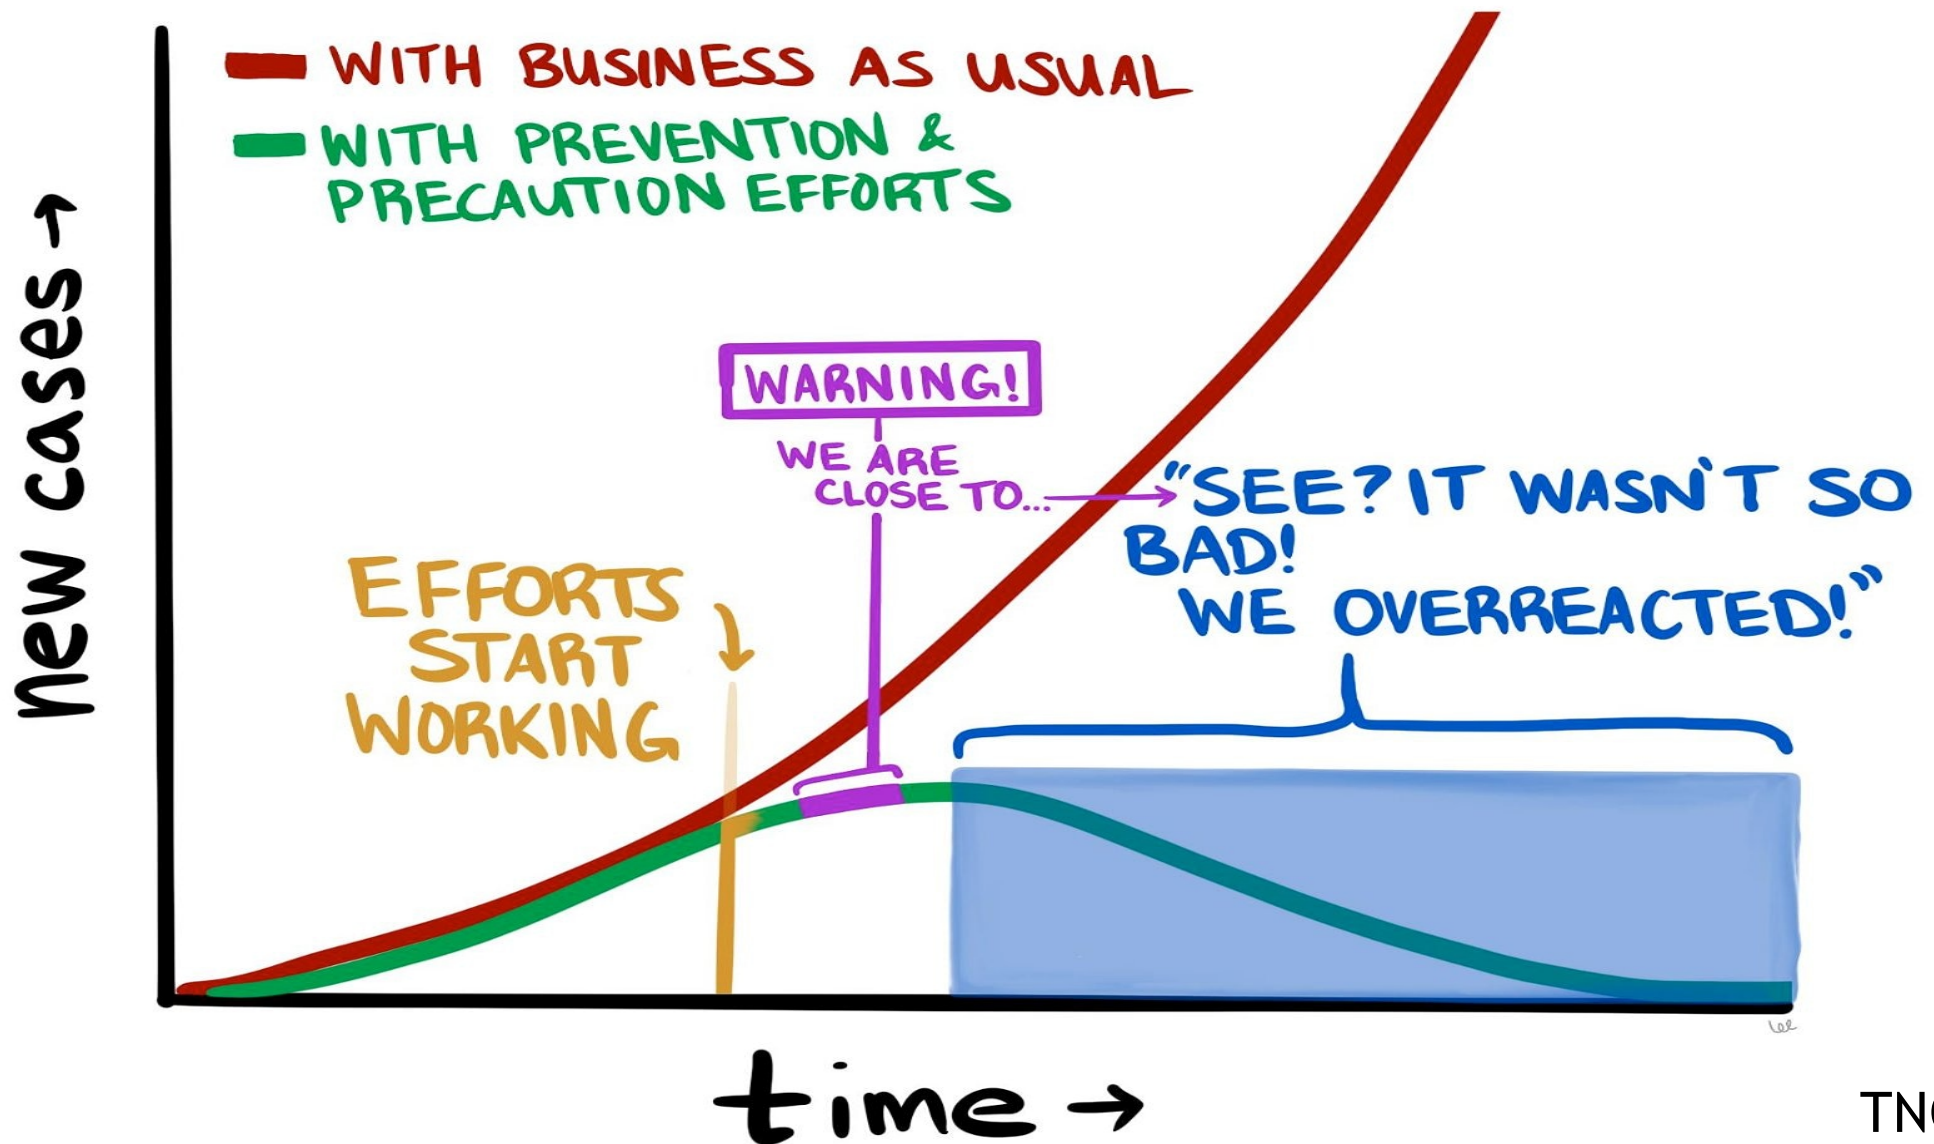 WITH BUSINESS AS USUAL
WITH PREVENTION &
PRECAUTION EFFORTS
new cases →
WARNING!
WE ARE
CLOSE TO...
"SEE? IT WASN'T SO
BAD!
WE OVERREACTED!"
EFFORTS
START
WORKING
time →
lee